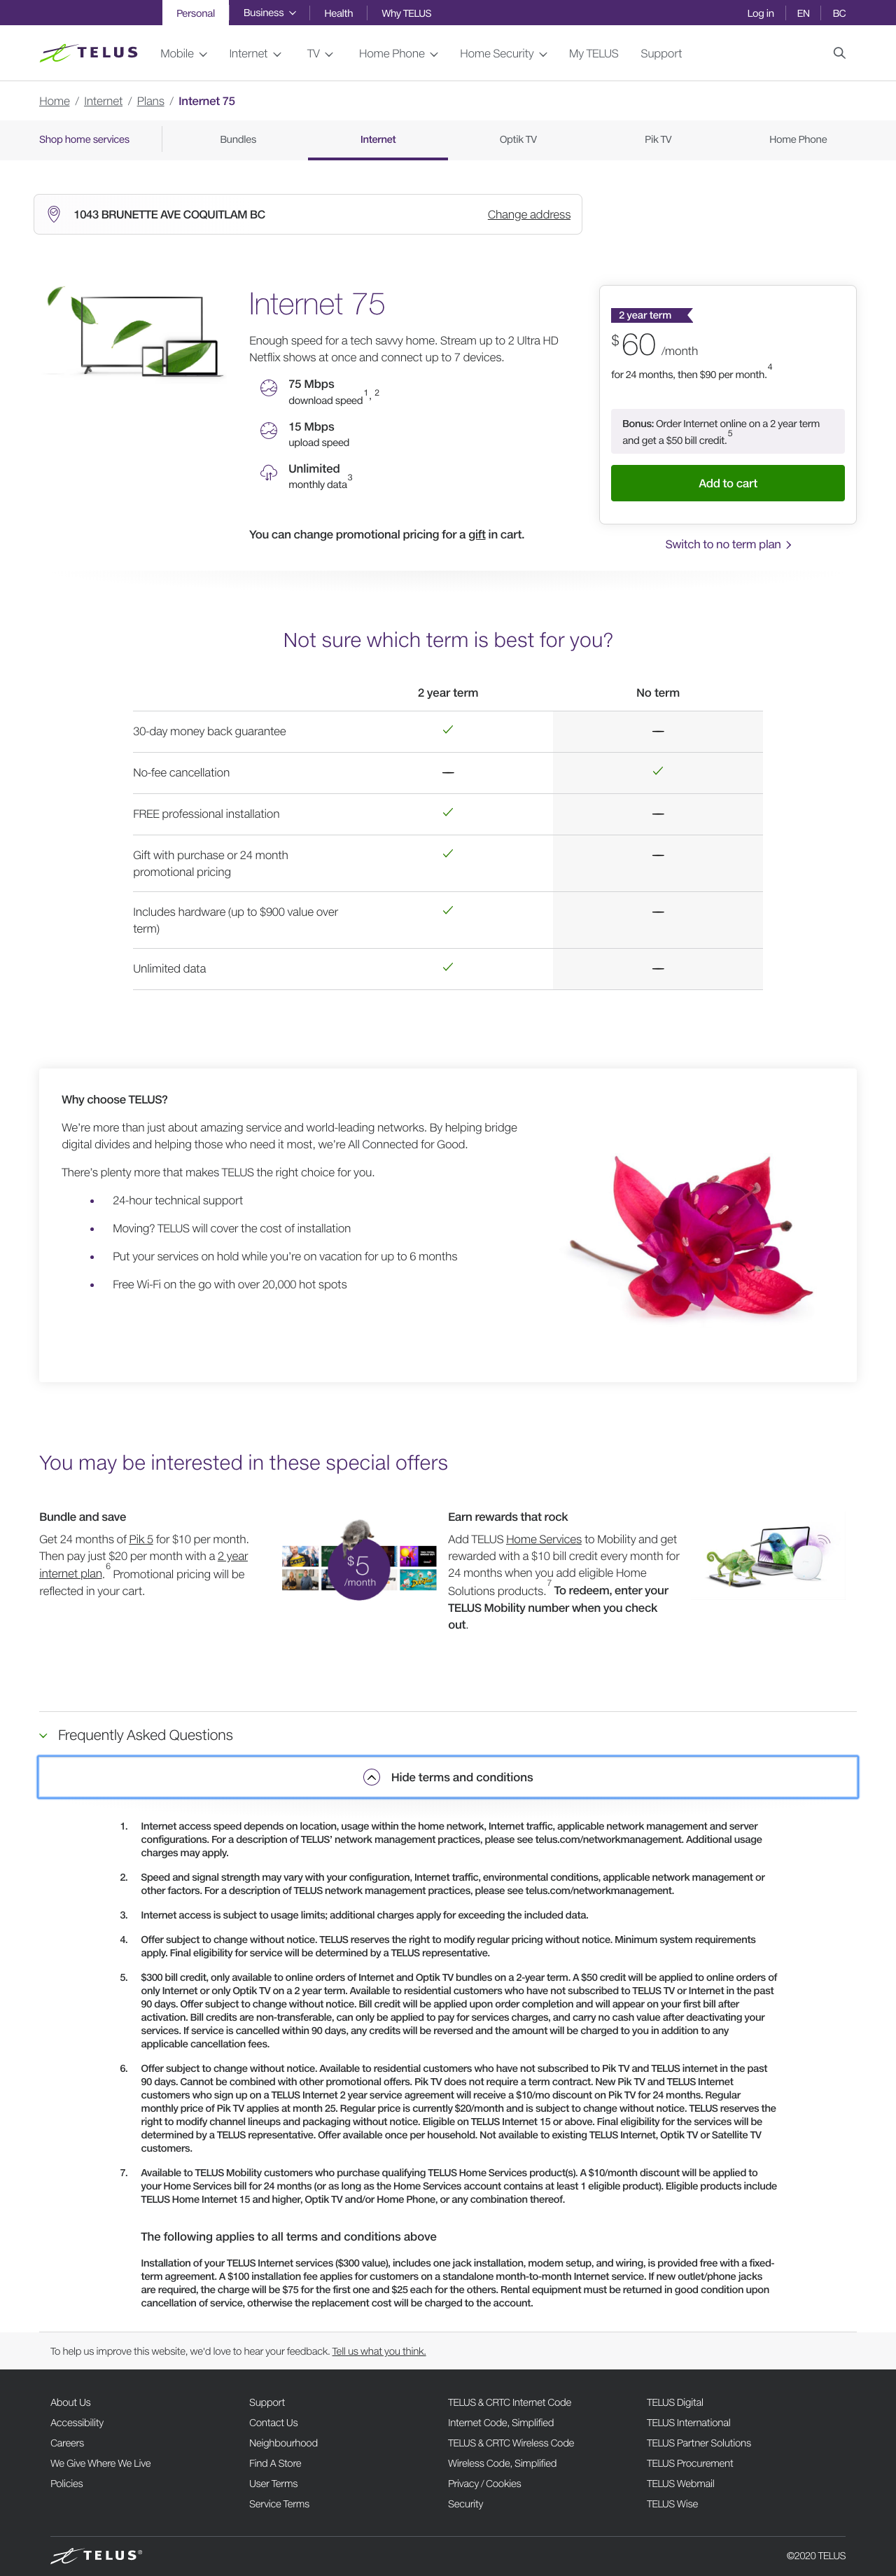 Personal Business Health Why TELUS Log in EN BC
TELUS Mobile Internet TV Home Phone Home Security My TELUS Support
Home / Internet / Plans / Internet 75
Shop home services Bundles Internet Optik TV Pik TV Home Phone
1043 BRUNETTE AVE COQUITLAM BC Change address
Internet 75
Enough speed for a tech savvy home. Stream up to 2 Ultra HD
Netflix shows at once and connect up to 7 devices.
75 Mbps
download speed1, 2
15 Mbps
upload speed
Unlimited
monthly data3
You can change promotional pricing for a gift in cart.
2 year term
$60 /month
for 24 months, then $90 per month.4
Bonus: Order Internet online on a 2 year term
and get a $50 bill credit.5
Add to cart
Switch to no term plan
Not sure which term is best for you?
2 year term No term
30-day money back guarantee
No-fee cancellation
FREE professional installation
Gift with purchase or 24 month
promotional pricing
Includes hardware (up to $900 value over
term)
Unlimited data
Why choose TELUS?
We're more than just about amazing service and world-leading networks. By helping bridge
digital divides and helping those who need it most, we're All Connected for Good.
There's plenty more that makes TELUS the right choice for you.
• 24-hour technical support
• Moving? TELUS will cover the cost of installation
• Put your services on hold while you're on vacation for up to 6 months
• Free Wi-Fi on the go with over 20,000 hot spots
You may be interested in these special offers
Bundle and save
Get 24 months of Pik 5 for $10 per month.
Then pay just $20 per month with a 2 year
internet plan.6 Promotional pricing will be
reflected in your cart.
$5
/month
Earn rewards that rock
Add TELUS Home Services to Mobility and get
rewarded with a $10 bill credit every month for
24 months when you add eligible Home
Solutions products.7 To redeem, enter your
TELUS Mobility number when you check
out.
Frequently Asked Questions
Hide terms and conditions
1. Internet access speed depends on location, usage within the home network, Internet traffic, applicable network management and server
configurations. For a description of TELUS' network management practices, please see telus.com/networkmanagement. Additional usage
charges may apply.
2. Speed and signal strength may vary with your configuration, Internet traffic, environmental conditions, applicable network management or
other factors. For a description of TELUS network management practices, please see telus.com/networkmanagement.
3. Internet access is subject to usage limits; additional charges apply for exceeding the included data.
4. Offer subject to change without notice. TELUS reserves the right to modify regular pricing without notice. Minimum system requirements
apply. Final eligibility for service will be determined by a TELUS representative.
5. $300 bill credit, only available to online orders of Internet and Optik TV bundles on a 2-year term. A $50 credit will be applied to online orders of
only Internet or only Optik TV on a 2 year term. Available to residential customers who have not subscribed to TELUS TV or Internet in the past
90 days. Offer subject to change without notice. Bill credit will be applied upon order completion and will appear on your first bill after
activation. Bill credits are non-transferable, can only be applied to pay for services charges, and carry no cash value after deactivating your
services. If service is cancelled within 90 days, any credits will be reversed and the amount will be charged to you in addition to any
applicable cancellation fees.
6. Offer subject to change without notice. Available to residential customers who have not subscribed to Pik TV and TELUS internet in the past
90 days. Cannot be combined with other promotional offers. Pik TV does not require a term contract. New Pik TV and TELUS Internet
customers who sign up on a TELUS Internet 2 year service agreement will receive a $10/mo discount on Pik TV for 24 months. Regular
monthly price of Pik TV applies at month 25. Regular price is currently $20/month and is subject to change without notice. TELUS reserves the
right to modify channel lineups and packaging without notice. Eligible on TELUS Internet 15 or above. Final eligibility for the services will be
determined by a TELUS representative. Offer available once per household. Not available to existing TELUS Internet, Optik TV or Satellite TV
customers.
7. Available to TELUS Mobility customers who purchase qualifying TELUS Home Services product(s). A $10/month discount will be applied to
your Home Services bill for 24 months (or as long as the Home Services account contains at least 1 eligible product). Eligible products include
TELUS Home Internet 15 and higher, Optik TV and/or Home Phone, or any combination thereof.
The following applies to all terms and conditions above
Installation of your TELUS Internet services ($300 value), includes one jack installation, modem setup, and wiring, is provided free with a fixed-
term agreement. A $100 installation fee applies for customers on a standalone month-to-month Internet service. If new outlet/phone jacks
are required, the charge will be $75 for the first one and $25 each for the others. Rental equipment must be returned in good condition upon
cancellation of service, otherwise the replacement cost will be charged to the account.
To help us improve this website, we'd love to hear your feedback. Tell us what you think.
About Us Support TELUS & CRTC Internet Code TELUS Digital
Accessibility Contact Us Internet Code, Simplified TELUS International
Careers Neighbourhood TELUS & CRTC Wireless Code TELUS Partner Solutions
We Give Where We Live Find A Store Wireless Code, Simplified TELUS Procurement
Policies User Terms Privacy / Cookies TELUS Webmail
Service Terms Security TELUS Wise
TELUS® ©2020 TELUS